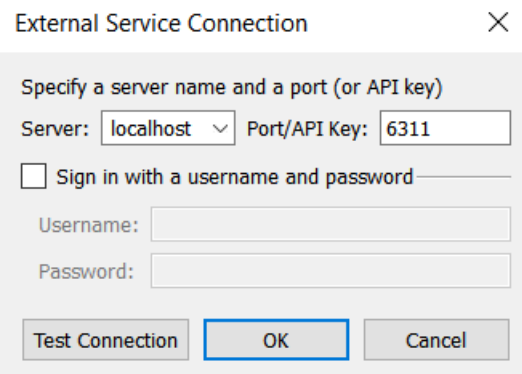 External Service Connection
Specify a server name and a port (or API key)
Server: localhost Port/API Key: 6311
Sign in with a username and password
Username:
Password:
Test Connection OK Cancel